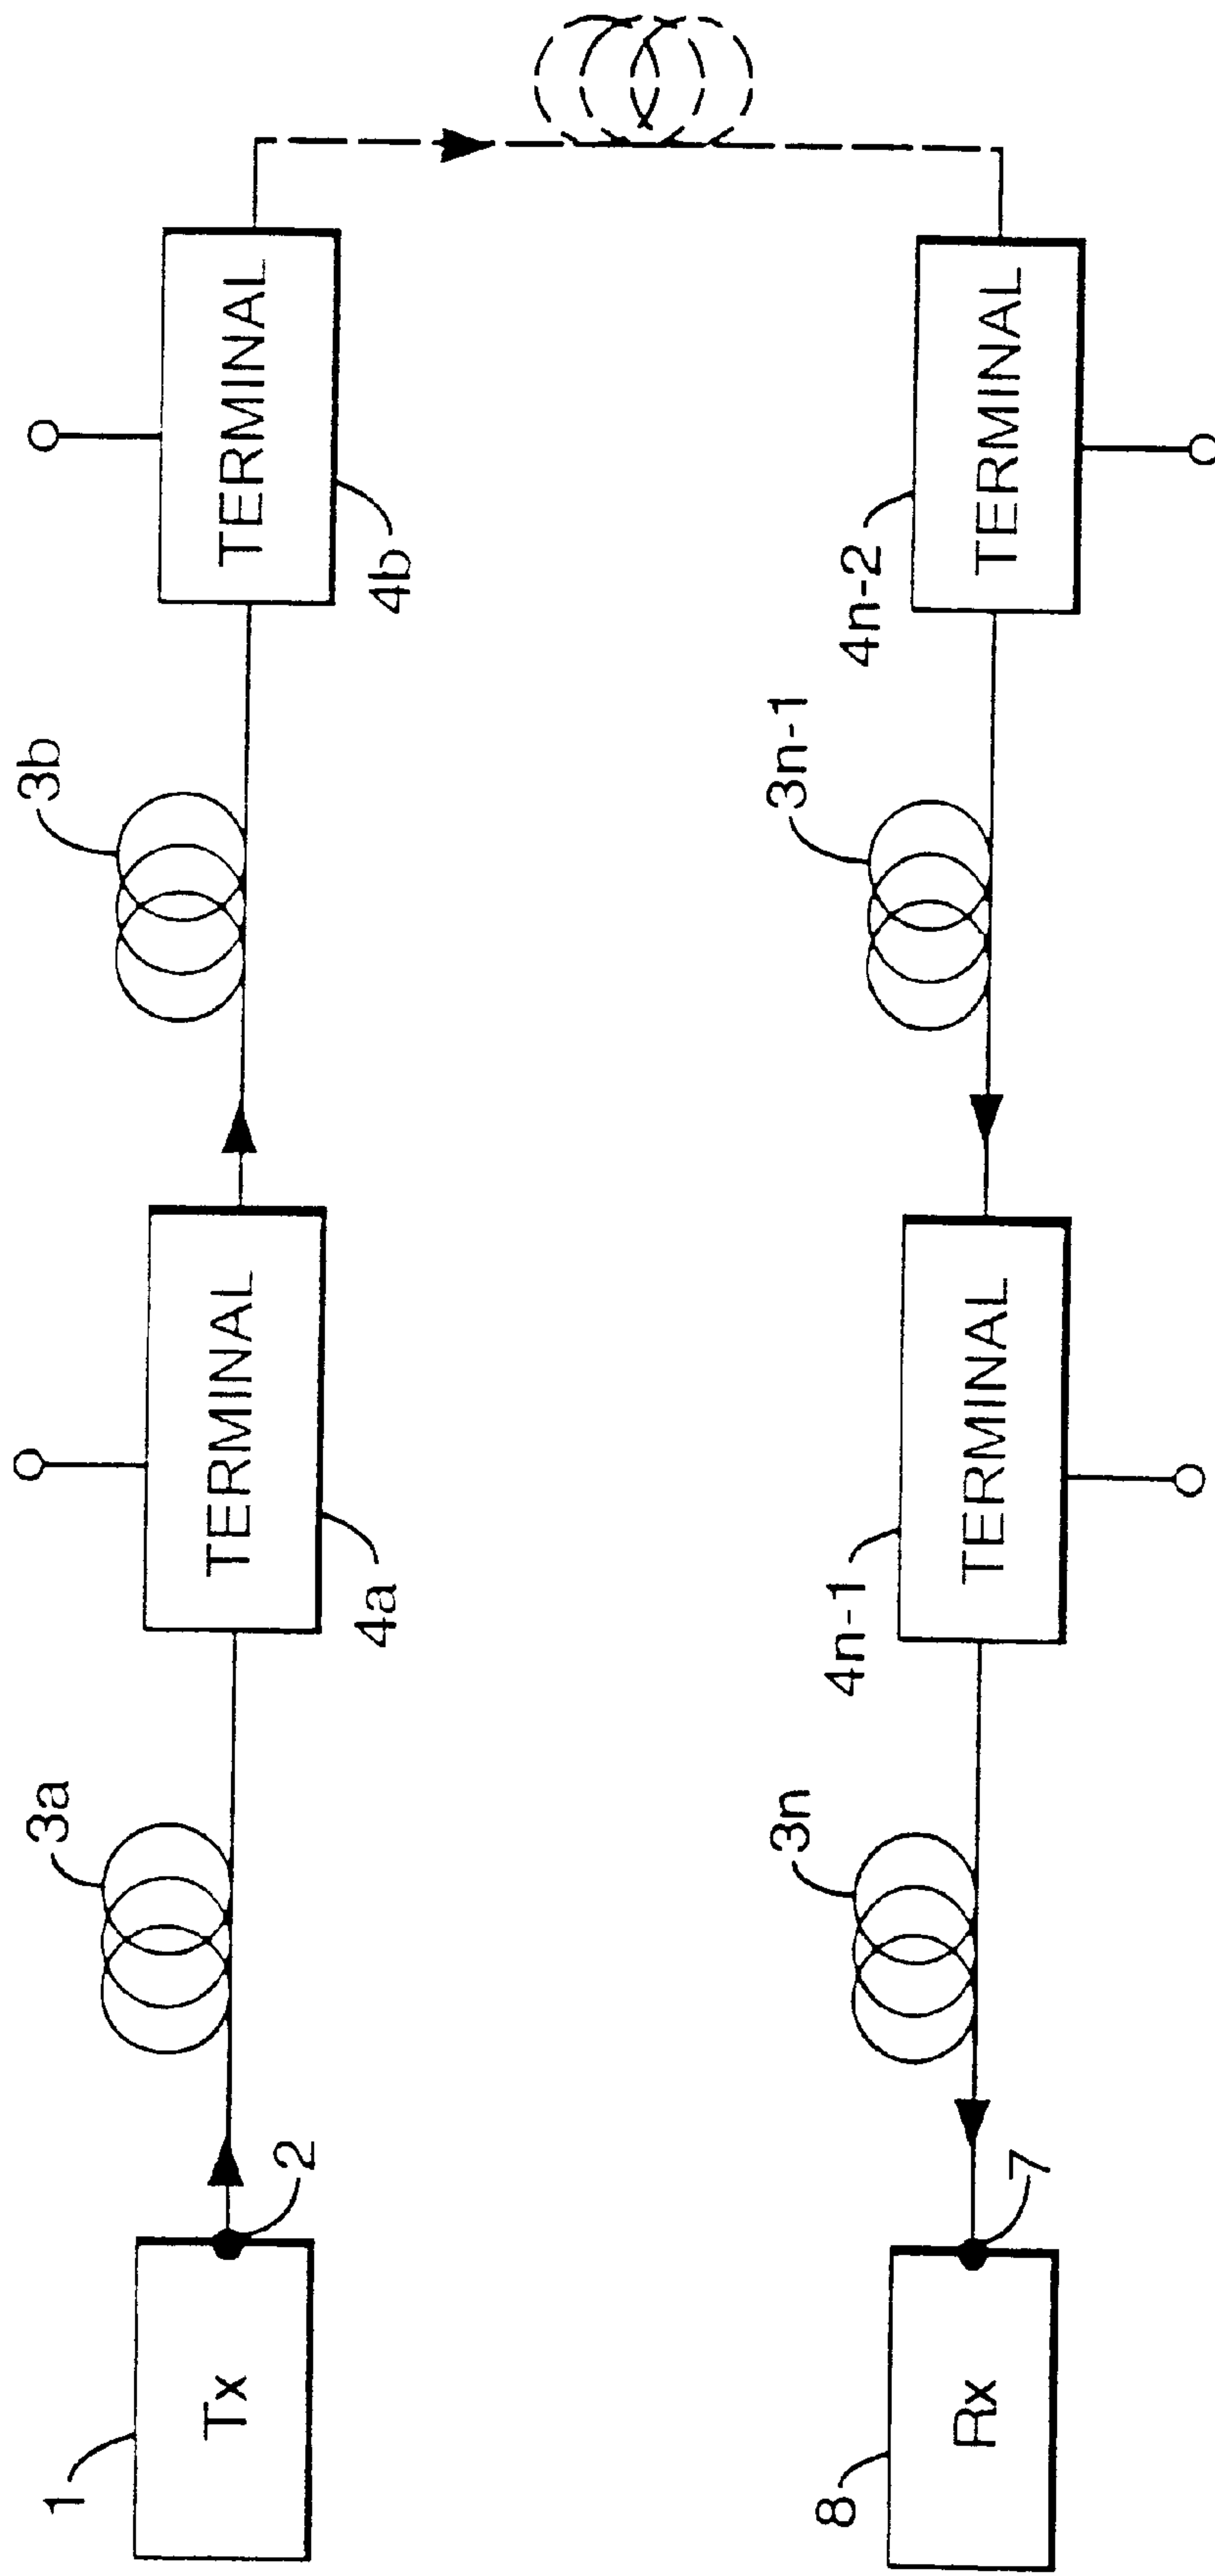 1
Tx
2
3a
TERMINAL
4a
3b
TERMINAL
4b
8
Rx
7
3n
4n-1
TERMINAL
3n-1
4n-2
TERMINAL